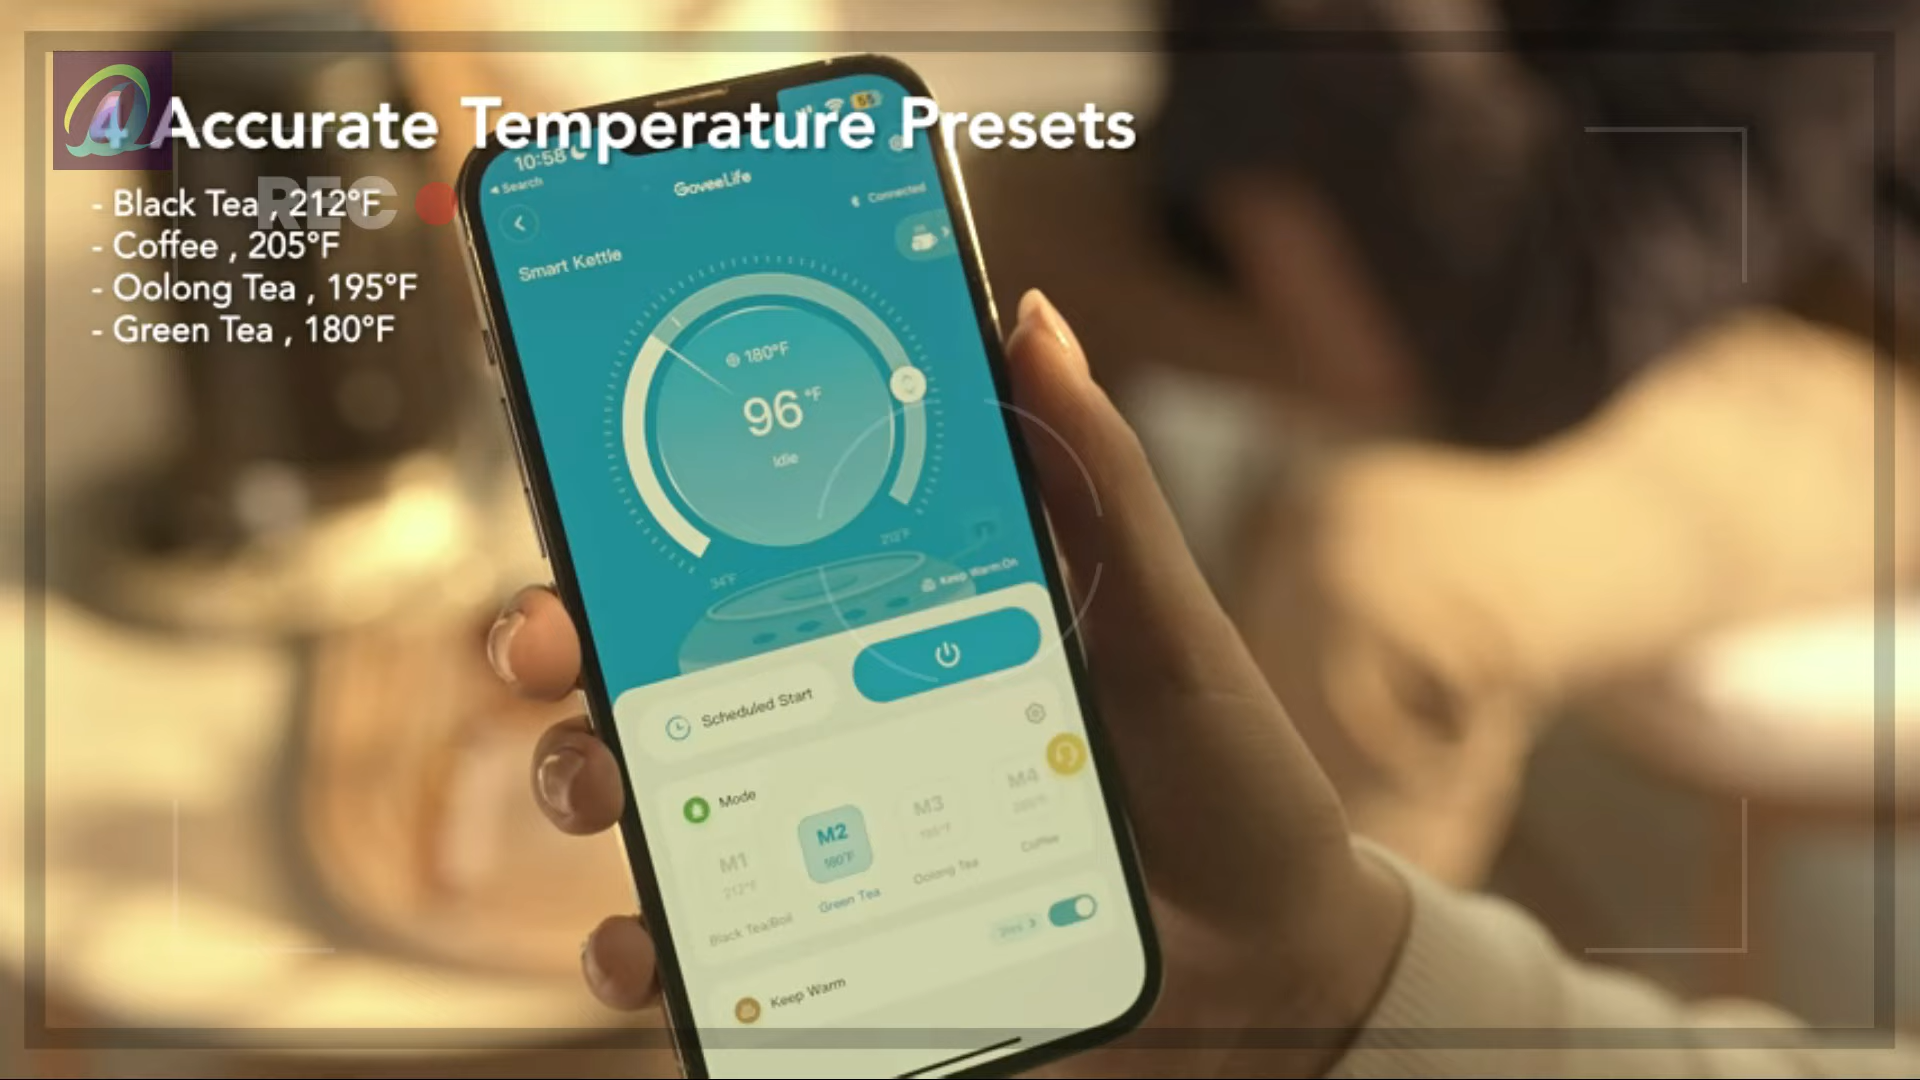 4 Accurate Temperature Presets
- Black Tea , 212°F
- Coffee , 205°F
- Oolong Tea , 195°F
- Green Tea , 180°F
REC
10:58
55
Search
GoveeLife
Connected
Smart Kettle
180°F
96 °F
Idle
34°F
212°F
Keep Warm:On
Scheduled Start
Mode
M1
212°F
Black Tea/Boil
M2
180°F
Green Tea
M3
195°F
Oolong Tea
M4
205°F
Coffee
Keep Warm